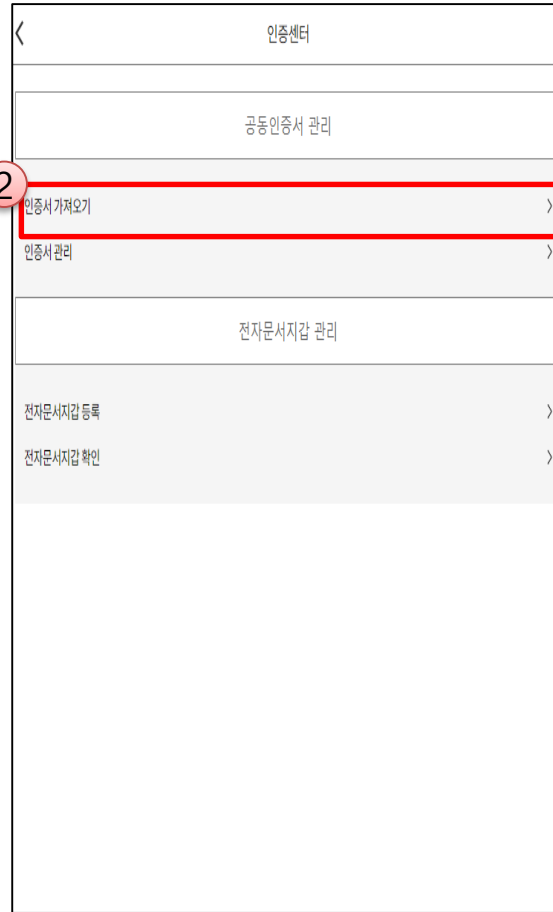 인증센터
공동인증서 관리
2
인증서 가져오기
인증서 관리
전자문서지갑 관리
전자문서지갑 등록
전자문서지갑 확인